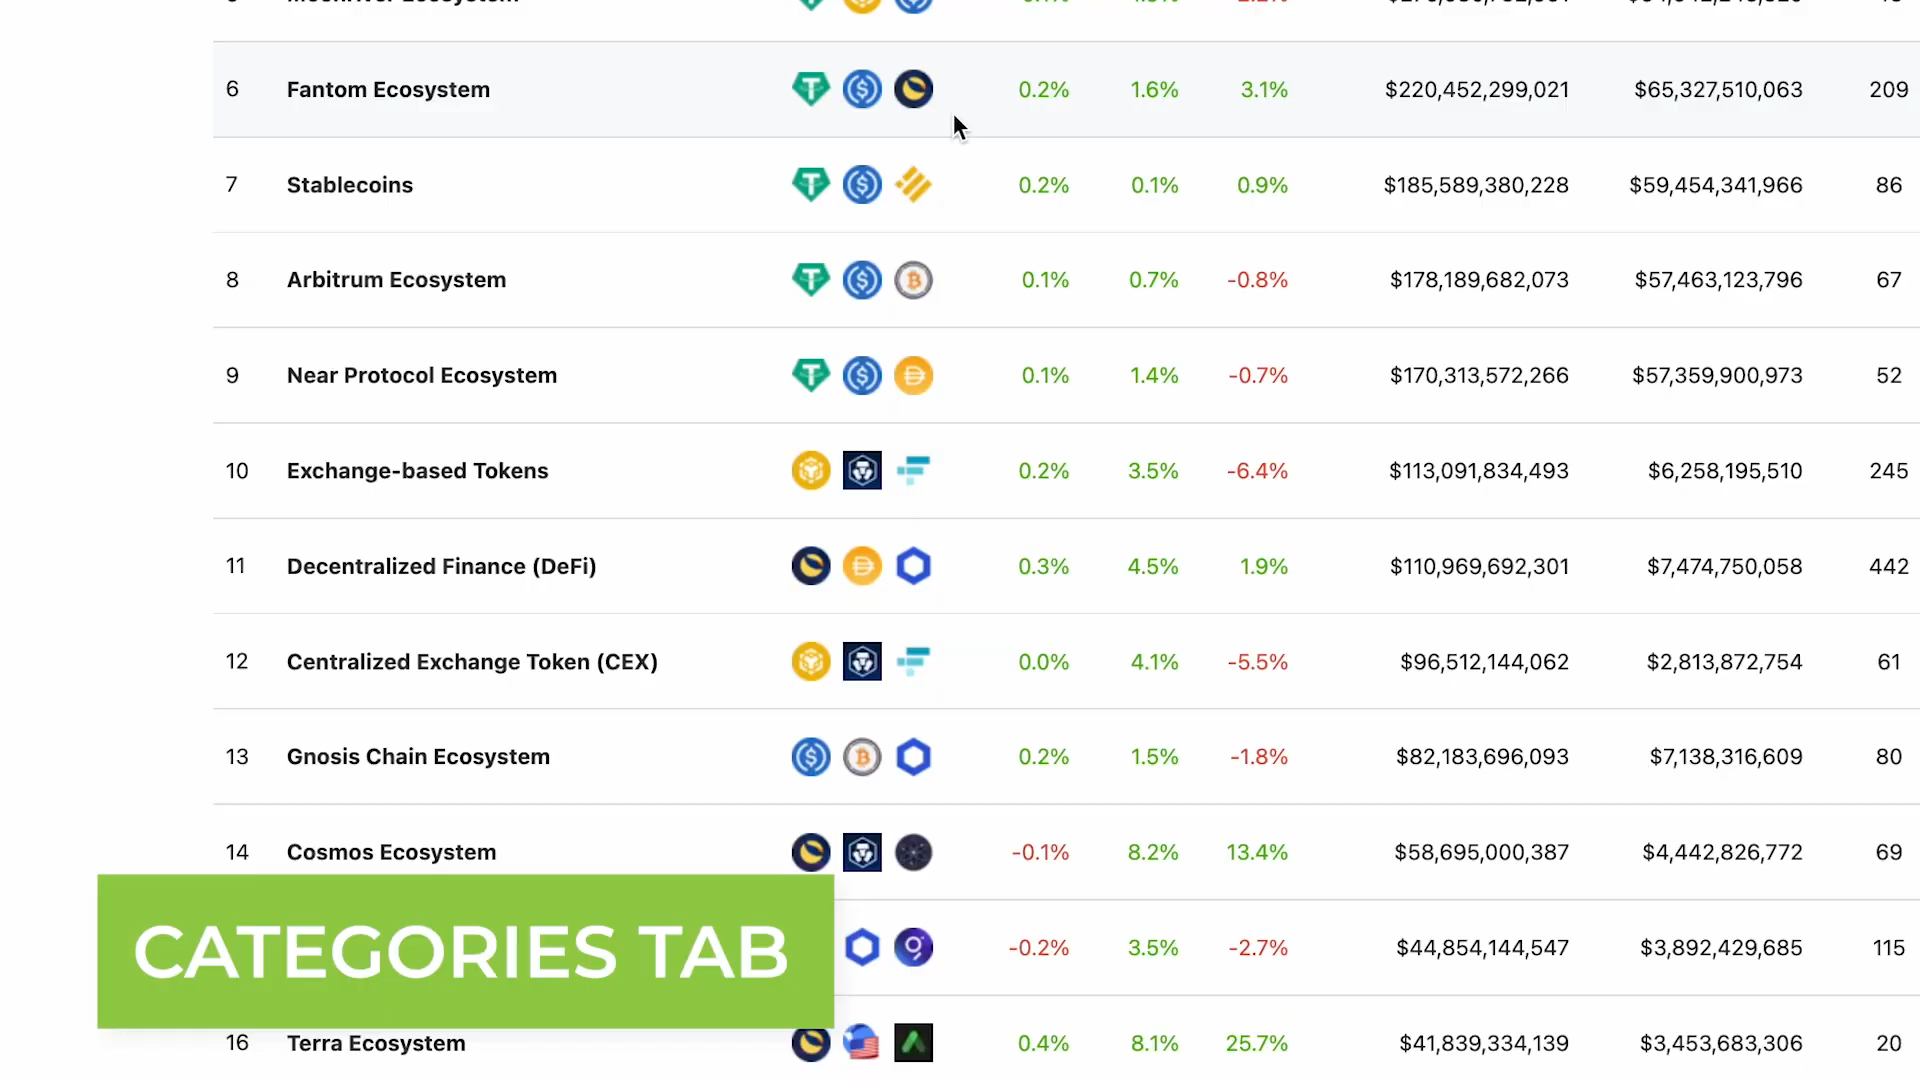 6 Fantom Ecosystem 0.2% 1.6% 3.1% $220,452,299,021 $65,327,510,063 209
7 Stablecoins 0.2% 0.1% 0.9% $185,589,380,228 $59,454,341,966 86
8 Arbitrum Ecosystem 0.1% 0.7% -0.8% $178,189,682,073 $57,463,123,796 67
9 Near Protocol Ecosystem 0.1% 1.4% -0.7% $170,313,572,266 $57,359,900,973 52
10 Exchange-based Tokens 0.2% 3.5% -6.4% $113,091,834,493 $6,258,195,510 245
11 Decentralized Finance (DeFi) 0.3% 4.5% 1.9% $110,969,692,301 $7,474,750,058 442
12 Centralized Exchange Token (CEX) 0.0% 4.1% -5.5% $96,512,144,062 $2,813,872,754 61
13 Gnosis Chain Ecosystem 0.2% 1.5% -1.8% $82,183,696,093 $7,138,316,609 80
14 Cosmos Ecosystem -0.1% 8.2% 13.4% $58,695,000,387 $4,442,826,772 69
-0.2% 3.5% -2.7% $44,854,144,547 $3,892,429,685 115
CATEGORIES TAB
16 Terra Ecosystem 0.4% 8.1% 25.7% $41,839,334,139 $3,453,683,306 20